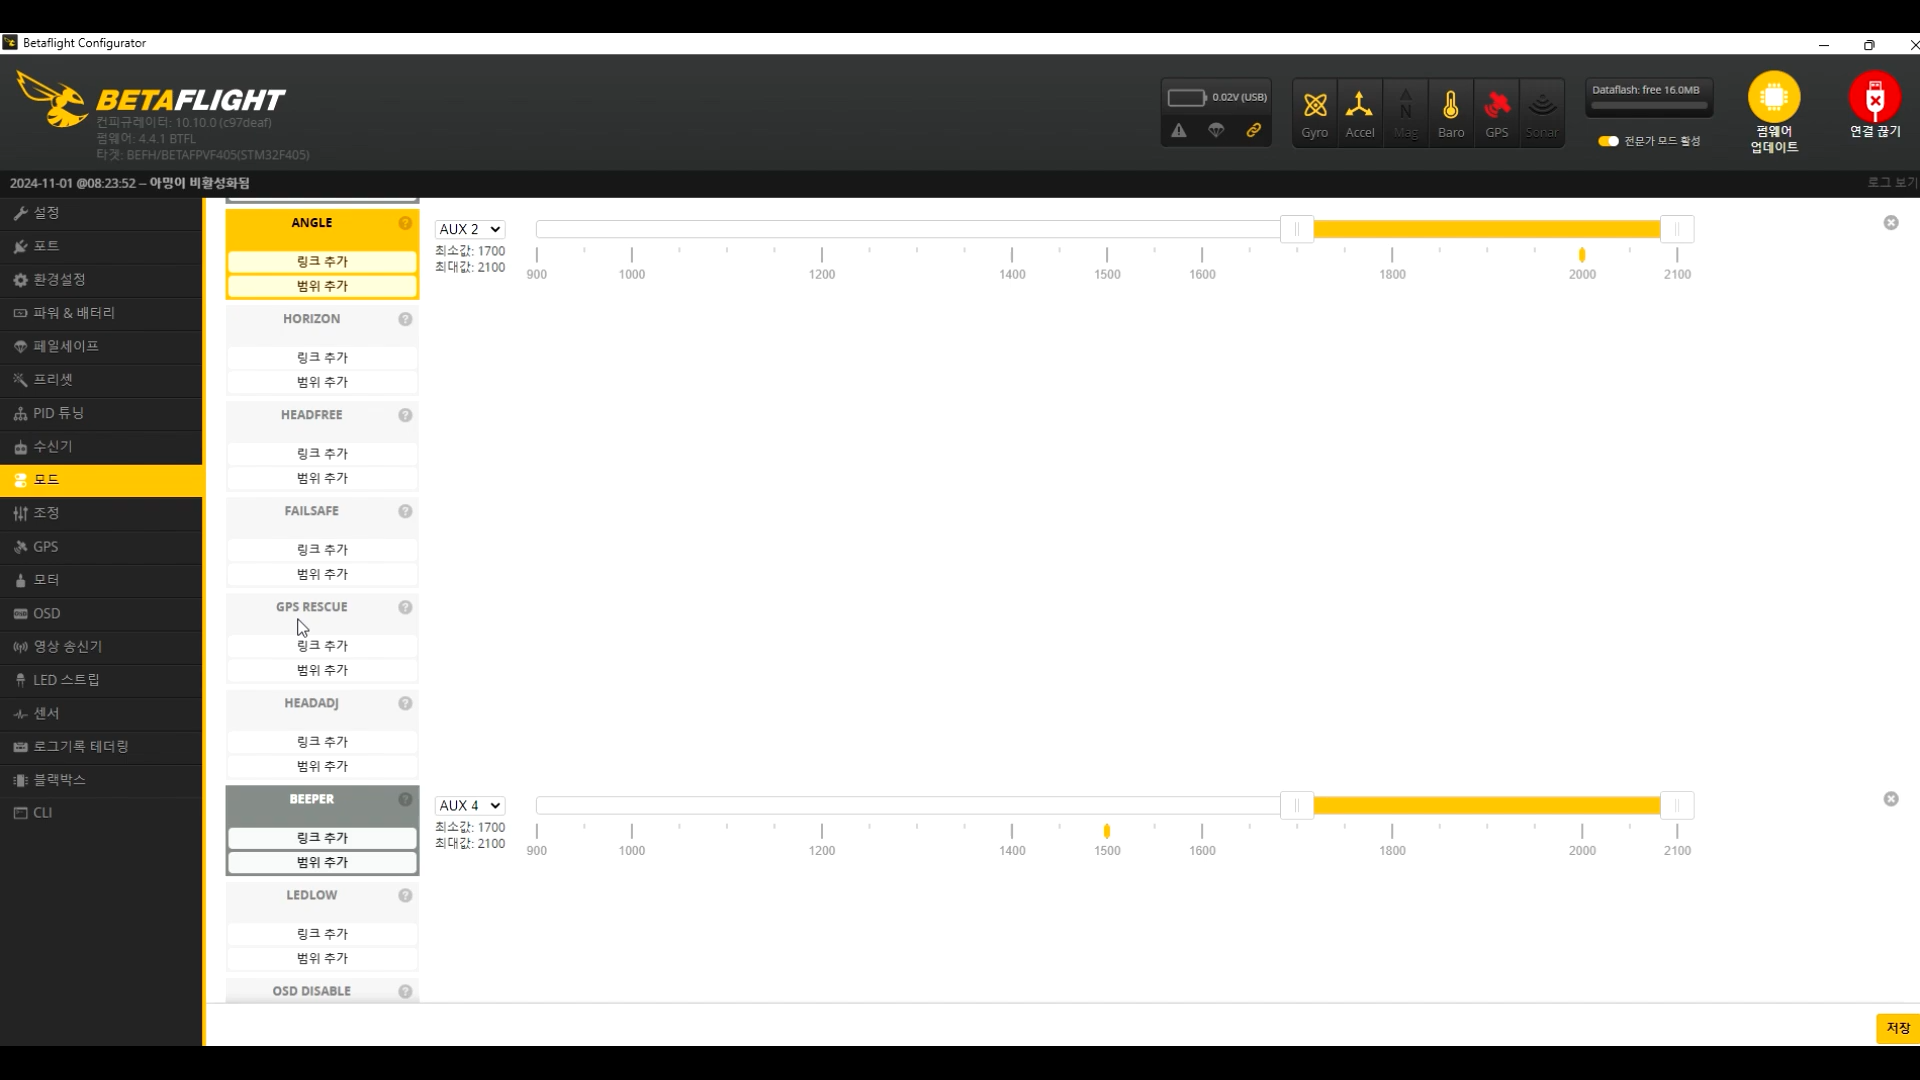 Betaflight Configurator
BETAFLIGHT
컨피규레이터: 10.10.0 (c97deaf)
펌웨어: 4.4.1 BTFL
타겟: BEFH/BETAFPVF405(STM32F405)
0.02V (USB)
Gyro
Accel
Mag
Baro
GPS
Sonar
Dataflash: free 16.0MB
전문가 모드 활성
펌웨어
업데이트
연결 끊기
2024-11-01 @08:23:52 -- 아밍이 비활성화됨
로그 보기
설정
포트
환경설정
파워 & 배터리
페일세이프
프리셋
PID 튜닝
수신기
모드
조정
GPS
모터
OSD
영상 송신기
LED 스트립
센서
로그기록 테더링
블랙박스
CLI
ANGLE
링크 추가
범위 추가
AUX 2
최소값: 1700
최대값: 2100
900 1000 1200 1400 1500 1600 1800 2000 2100
HORIZON
링크 추가
범위 추가
HEADFREE
링크 추가
범위 추가
FAILSAFE
링크 추가
범위 추가
GPS RESCUE
링크 추가
범위 추가
HEADADJ
링크 추가
범위 추가
BEEPER
링크 추가
범위 추가
AUX 4
최소값: 1700
최대값: 2100
900 1000 1200 1400 1500 1600 1800 2000 2100
LEDLOW
링크 추가
범위 추가
OSD DISABLE
저장